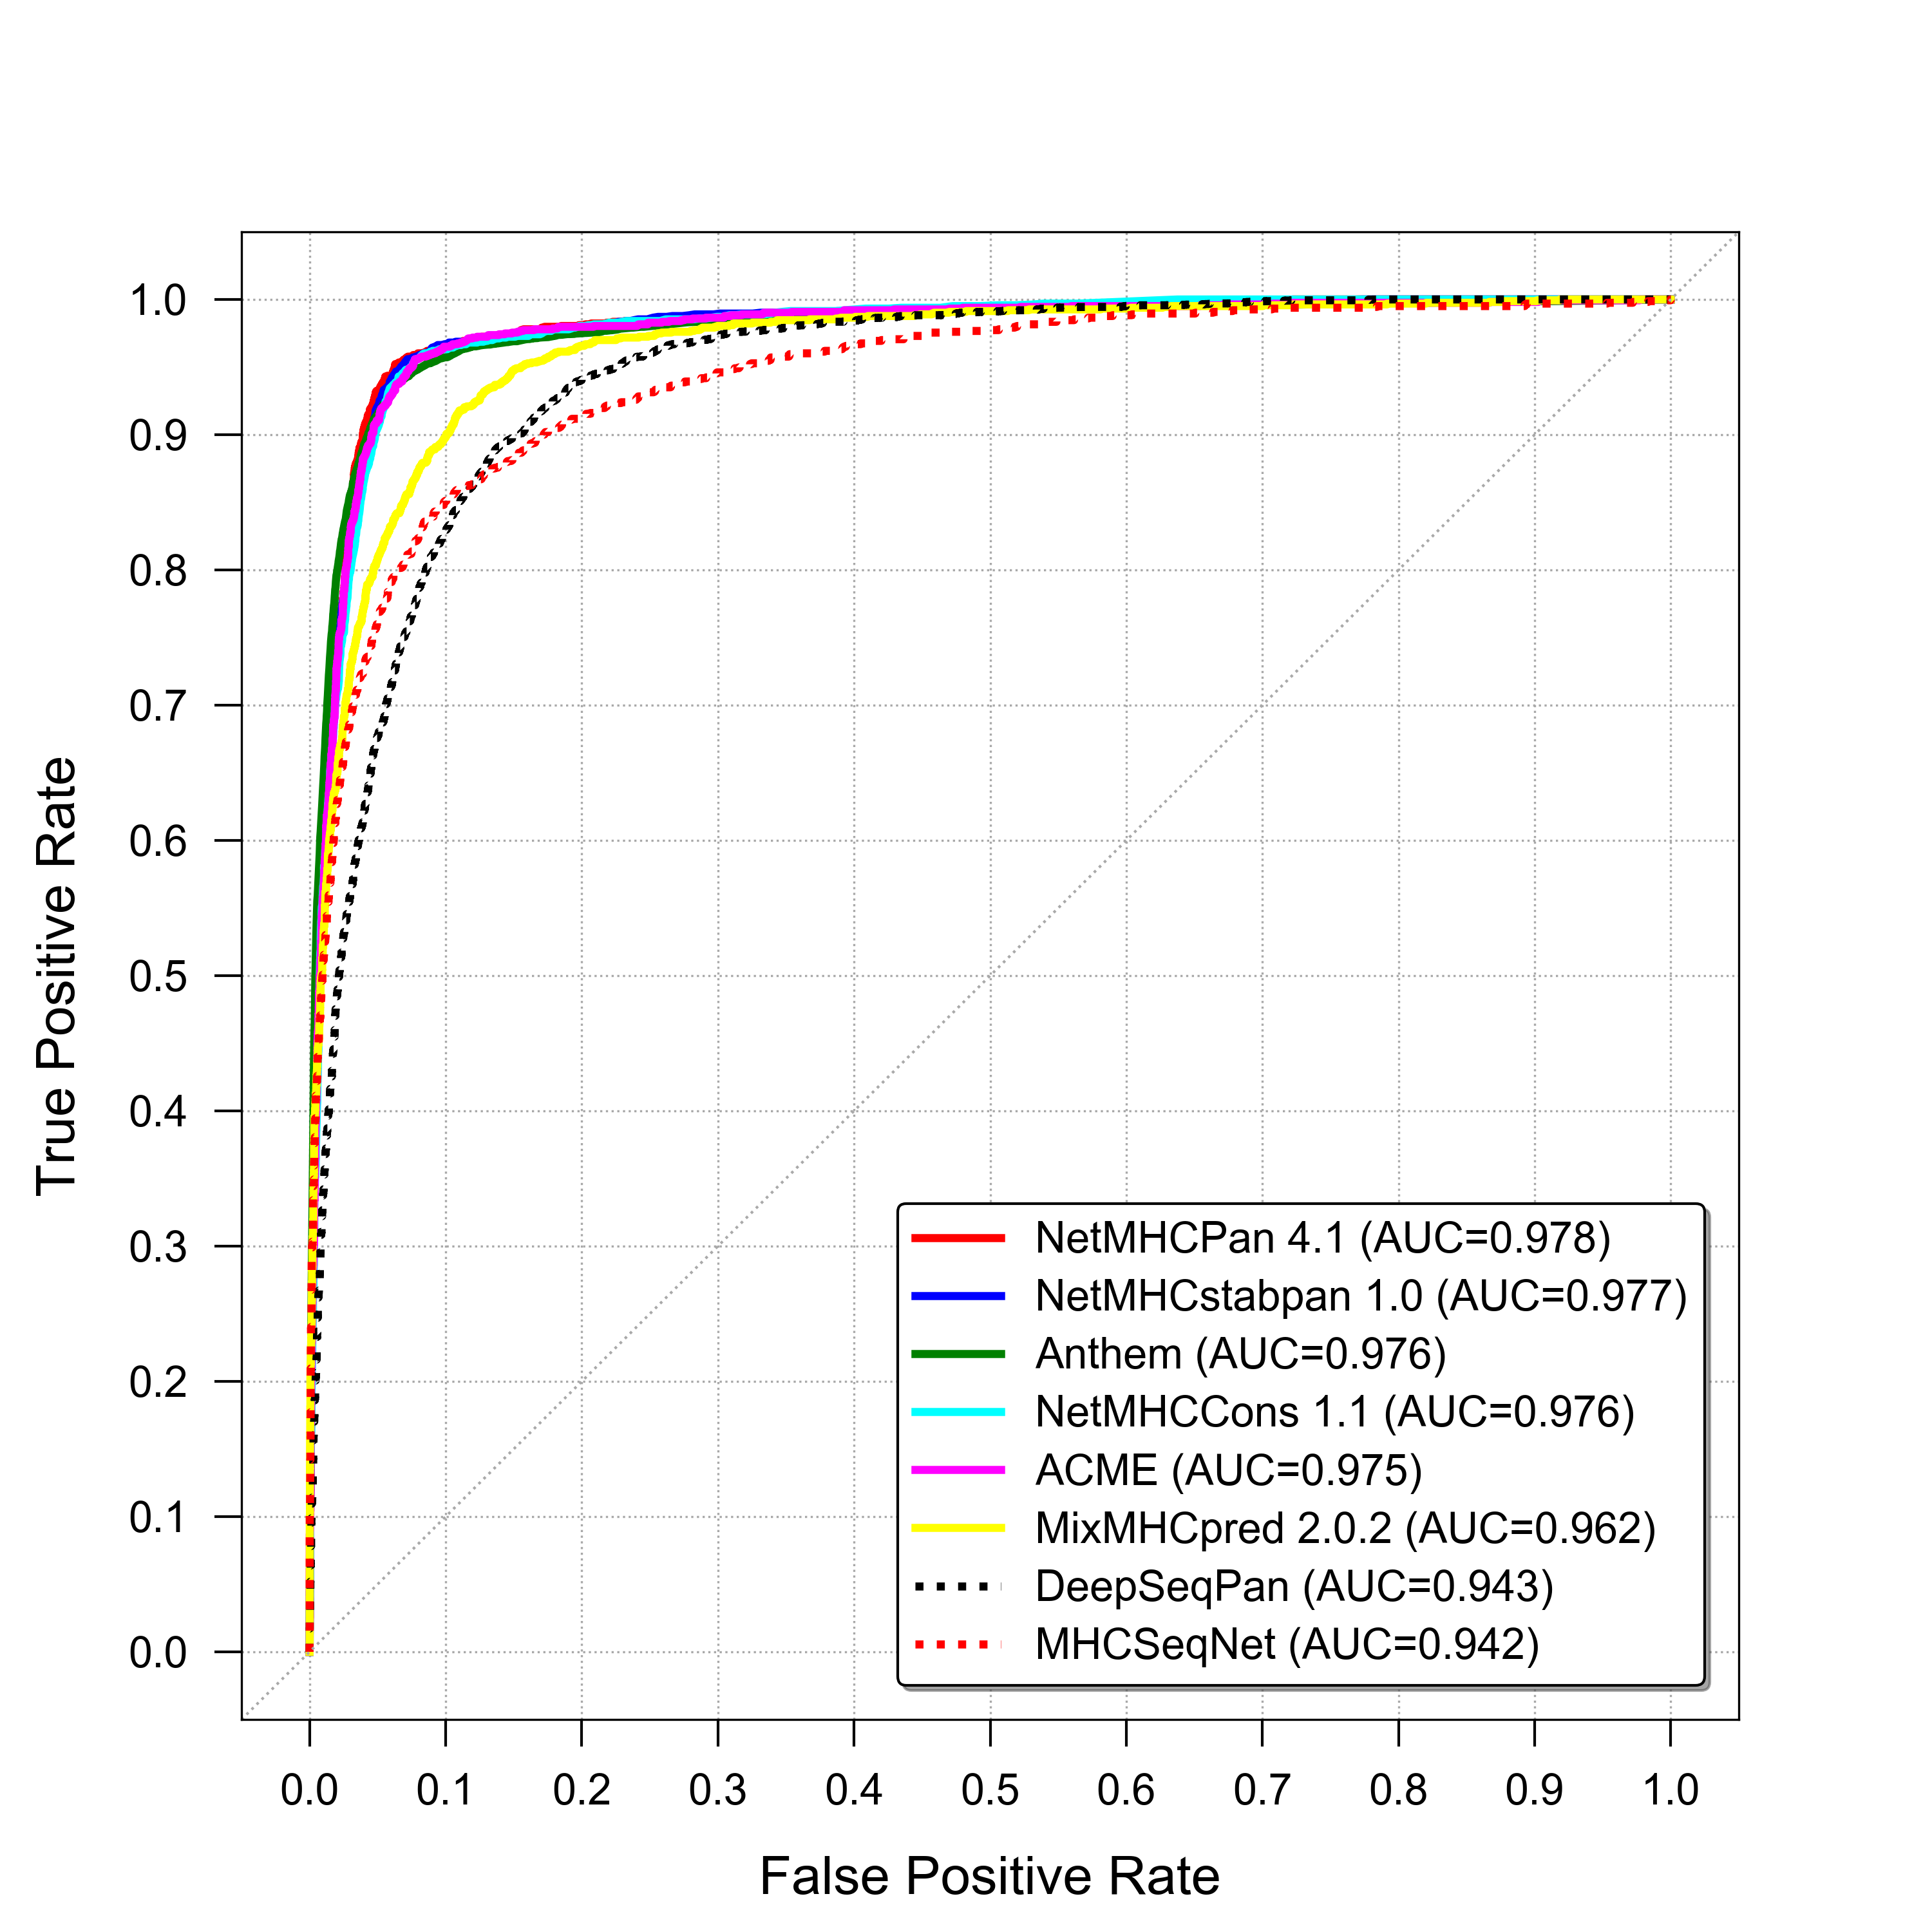 1.0
0.9
0.8
0.7
0.6
0.5
0.4
0.3
0.2
0.1
0.0
True Positive Rate
NetMHCPan 4.1 (AUC=0.978)
NetMHCstabpan 1.0 (AUC=0.977)
Anthem (AUC=0.976)
NetMHCCons 1.1 (AUC=0.976)
ACME (AUC=0.975)
MixMHCpred 2.0.2 (AUC=0.962)
DeepSeqPan (AUC=0.943)
MHCSeqNet (AUC=0.942)
0.0 0.1 0.2 0.3 0.4 0.5 0.6 0.7 0.8 0.9 1.0
False Positive Rate